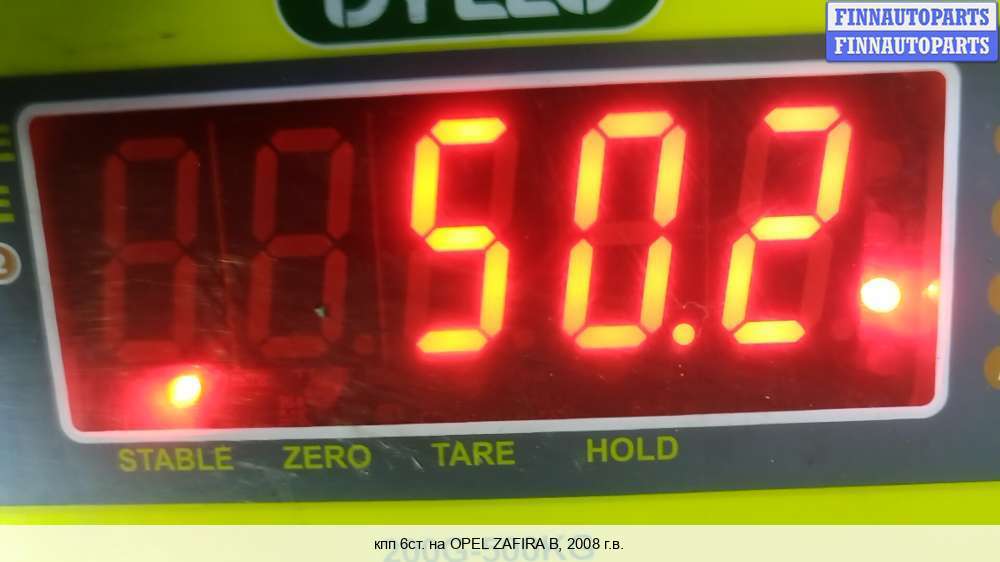 FINNAUTOPARTS
FINNAUTOPARTS
50.2
STABLE ZERO TARE HOLD
кпп 6ст. на OPEL ZAFIRA B, 2008 г.в.